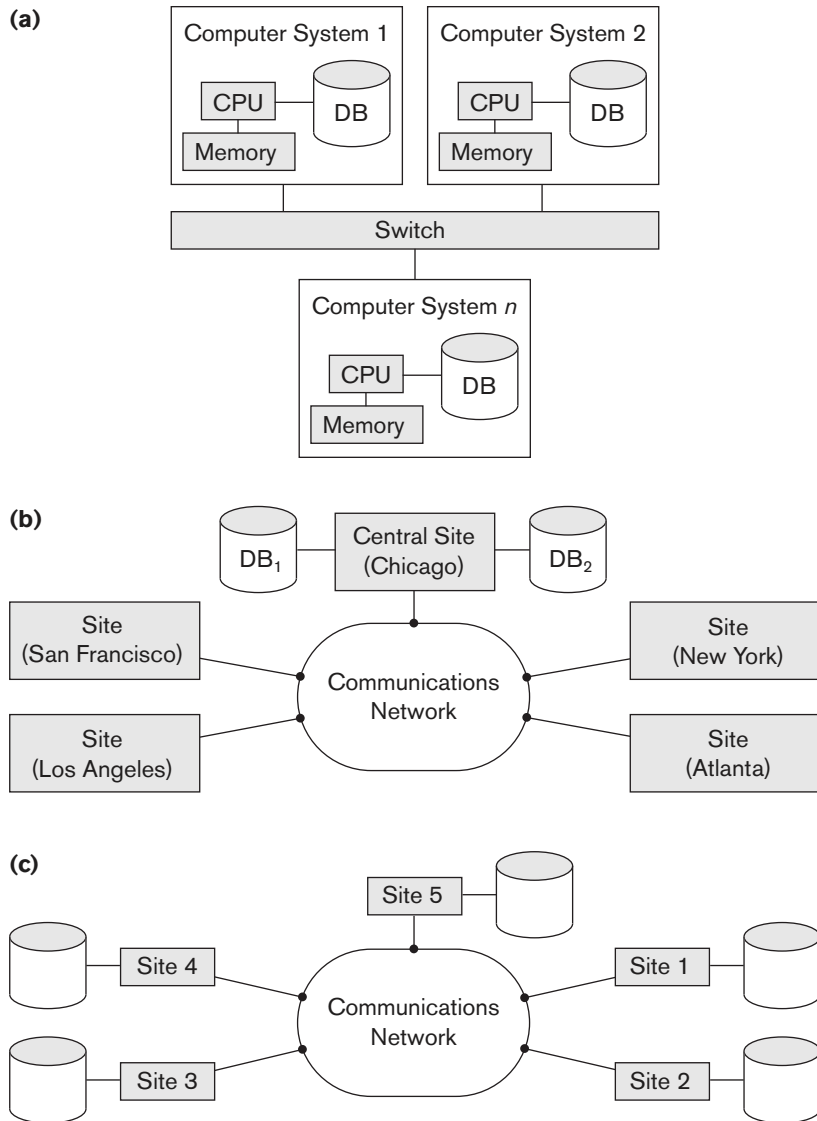 (a)
Computer System 1
CPU
DB
Memory
Computer System 2
CPU
DB
Memory
Switch
Computer System n
CPU
DB
Memory
(b)
DB₁
Central Site
(Chicago)
DB₂
Site
(San Francisco)
Site
(New York)
Communications
Network
Site
(Los Angeles)
Site
(Atlanta)
(c)
Site 5
Site 4
Site 1
Communications
Network
Site 3
Site 2